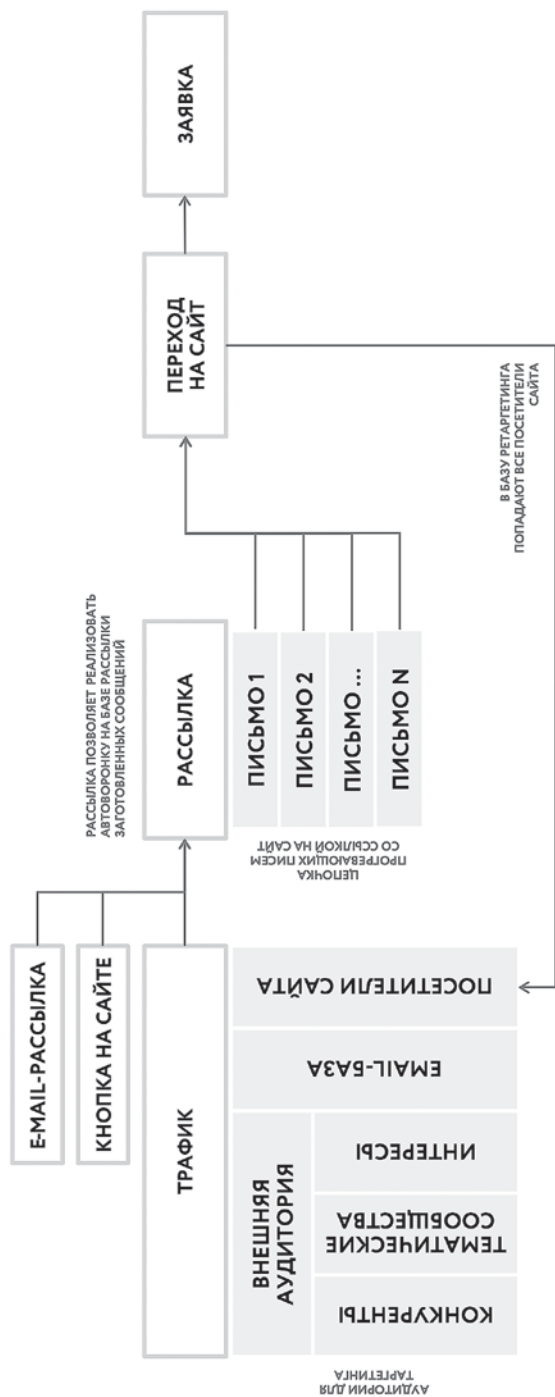 E-MAIL-РАССЫЛКА
КНОПКА НА САЙТЕ
ТРАФИК
АУДИТОРИИ ДЛЯ
ТАРГЕТИНГА
ВНЕШНЯЯ
АУДИТОРИЯ
КОНКУРЕНТЫ
ТЕМАТИЧЕСКИЕ
СООБЩЕСТВА
ИНТЕРЕСЫ
EMAIL-БАЗА
ПОСЕТИТЕЛИ САЙТА
РАССЫЛКА ПОЗВОЛЯЕТ РЕАЛИЗОВАТЬ
АВТОВОРОНКУ НА БАЗЕ РАССЫЛКИ
ЗАГОТОВЛЕННЫХ СООБЩЕНИЙ
РАССЫЛКА
ЦЕПОЧКА
ПРОГРЕВАЮЩИХ ПИСЕМ
СО ССЫЛКОЙ НА САЙТ
ПИСЬМО 1
ПИСЬМО 2
ПИСЬМО ...
ПИСЬМО N
ПЕРЕХОД
НА САЙТ
ЗАЯВКА
В БАЗУ РЕТАРГЕТИНГА
ПОПАДАЮТ ВСЕ ПОСЕТИТЕЛИ
САЙТА